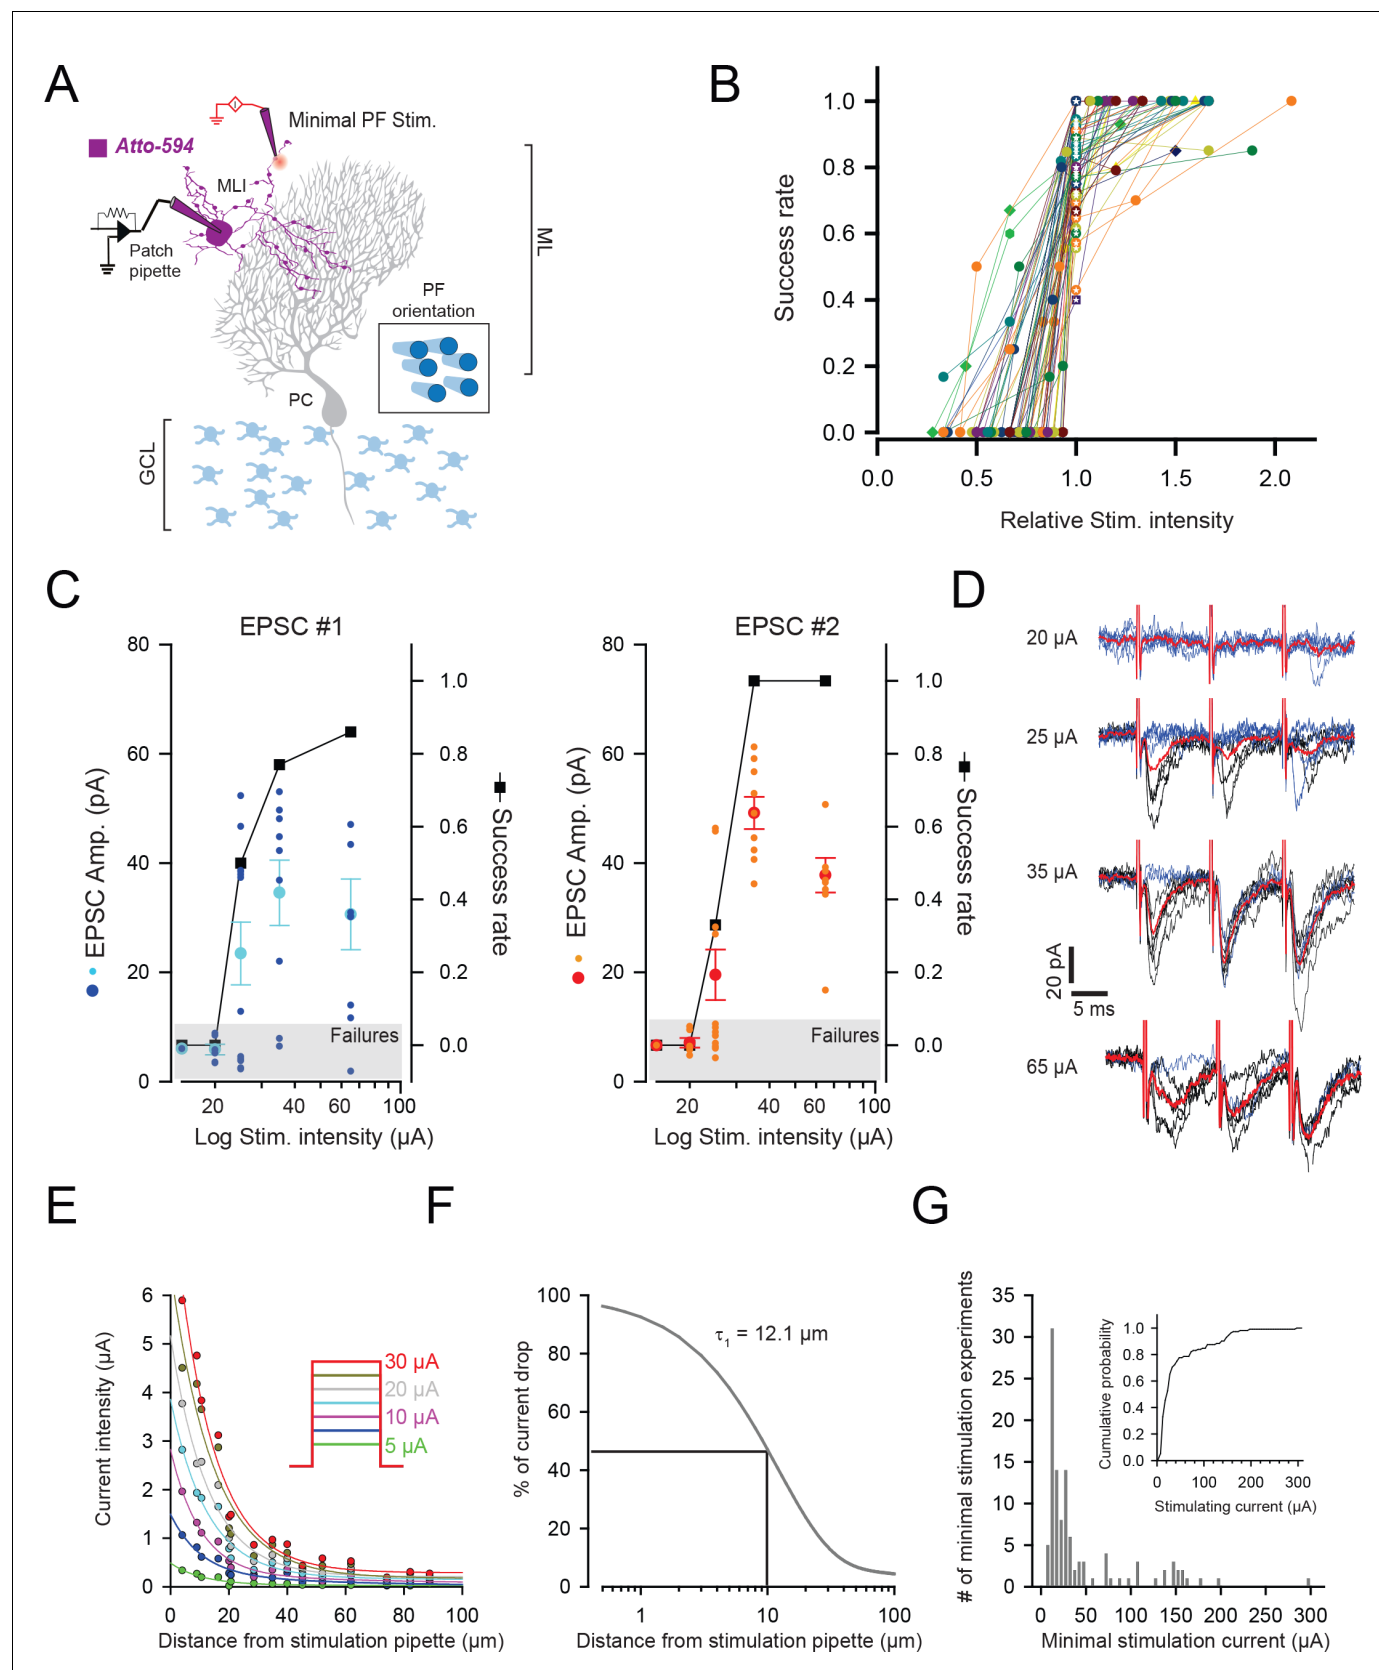 A
Minimal PF Stim.
Atto-594
MLI
Patch
pipette
PF
orientation
ML
PC
GCL
B
Success rate
1.0
0.8
0.6
0.4
0.2
0.0
0.0 0.5 1.0 1.5 2.0
Relative Stim. intensity
C
EPSC #1
EPSC Amp. (pA)
80
60
40
20
0
1.0
0.8
0.6
0.4
0.2
0.0
Success rate
Failures
20 40 60 100
Log Stim. intensity (µA)
EPSC #2
EPSC Amp. (pA)
80
60
40
20
0
1.0
0.8
0.6
0.4
0.2
0.0
Success rate
Failures
20 40 60 100
Log Stim. intensity (µA)
D
20 µA
25 µA
35 µA
20 pA
5 ms
65 µA
E
Current intensity (µA)
6
5
4
3
2
1
0
30 µA
20 µA
10 µA
5 µA
0 20 40 60 80 100
Distance from stimulation pipette (µm)
F
% of current drop
100
80
60
40
20
0
τ1 = 12.1 µm
1 10 100
Distance from stimulation pipette (µm)
G
# of minimal stimulation experiments
35
30
25
20
15
10
5
0
Cumulative probability
1.0
0.8
0.6
0.4
0.2
0.0
0 100 200 300
Stimulating current (µA)
0 50 100 150 200 250 300
Minimal stimulation current (µA)